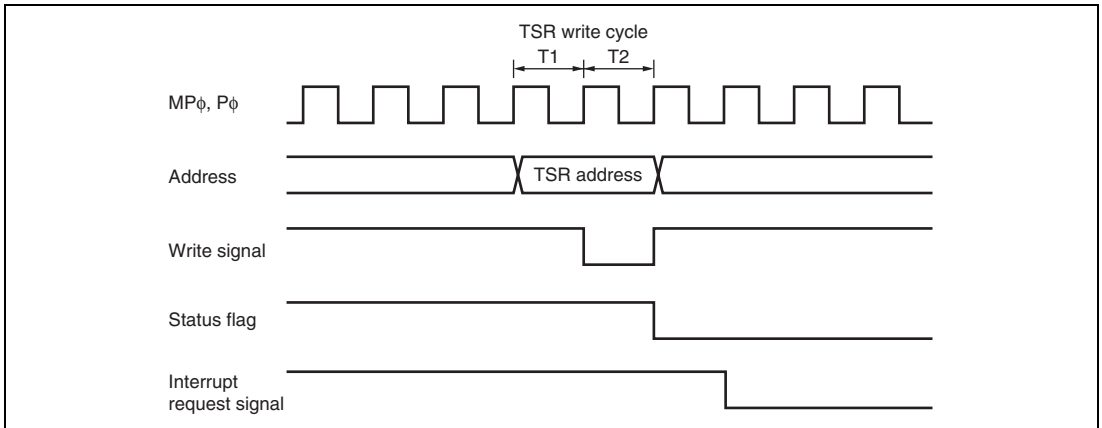 TSR write cycle
T1 T2
MPϕ, Pϕ
Address
TSR address
Write signal
Status flag
Interrupt
request signal